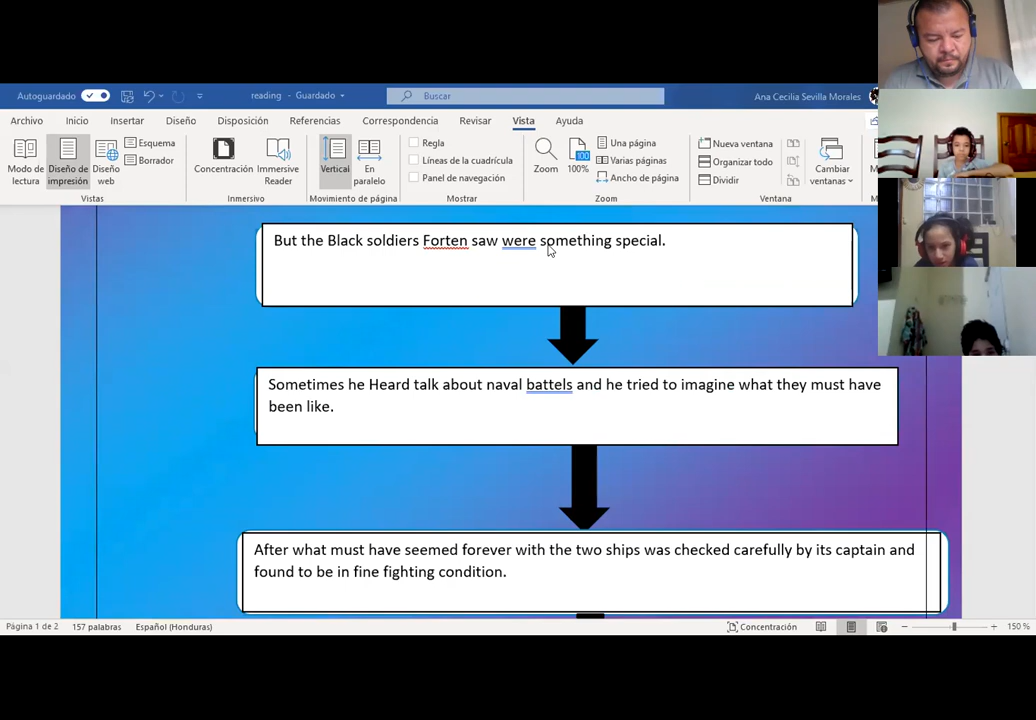 Autoguardado
reading - Guardado
Buscar
Ana Cecilia Sevilla Morales
Archivo Inicio Insertar Diseño Disposición Referencias Correspondencia Revisar Vista Ayuda
Modo de lectura
Diseño de impresión
Diseño web
Esquema
Borrador
Vistas
Concentración
Immersive Reader
Inmersivo
Vertical
En paralelo
Movimiento de página
Regla
Líneas de la cuadrícula
Panel de navegación
Mostrar
Zoom
100
100%
Una página
Varias páginas
Ancho de página
Zoom
Nueva ventana
Organizar todo
Dividir
Cambiar ventanas
Ventana
But the Black soldiers Forten saw were something special.
Sometimes he Heard talk about naval battels and he tried to imagine what they must have
been like.
After what must have seemed forever with the two ships was checked carefully by its captain and
found to be in fine fighting condition.
Página 1 de 2 157 palabras Español (Honduras) Concentración 150 %